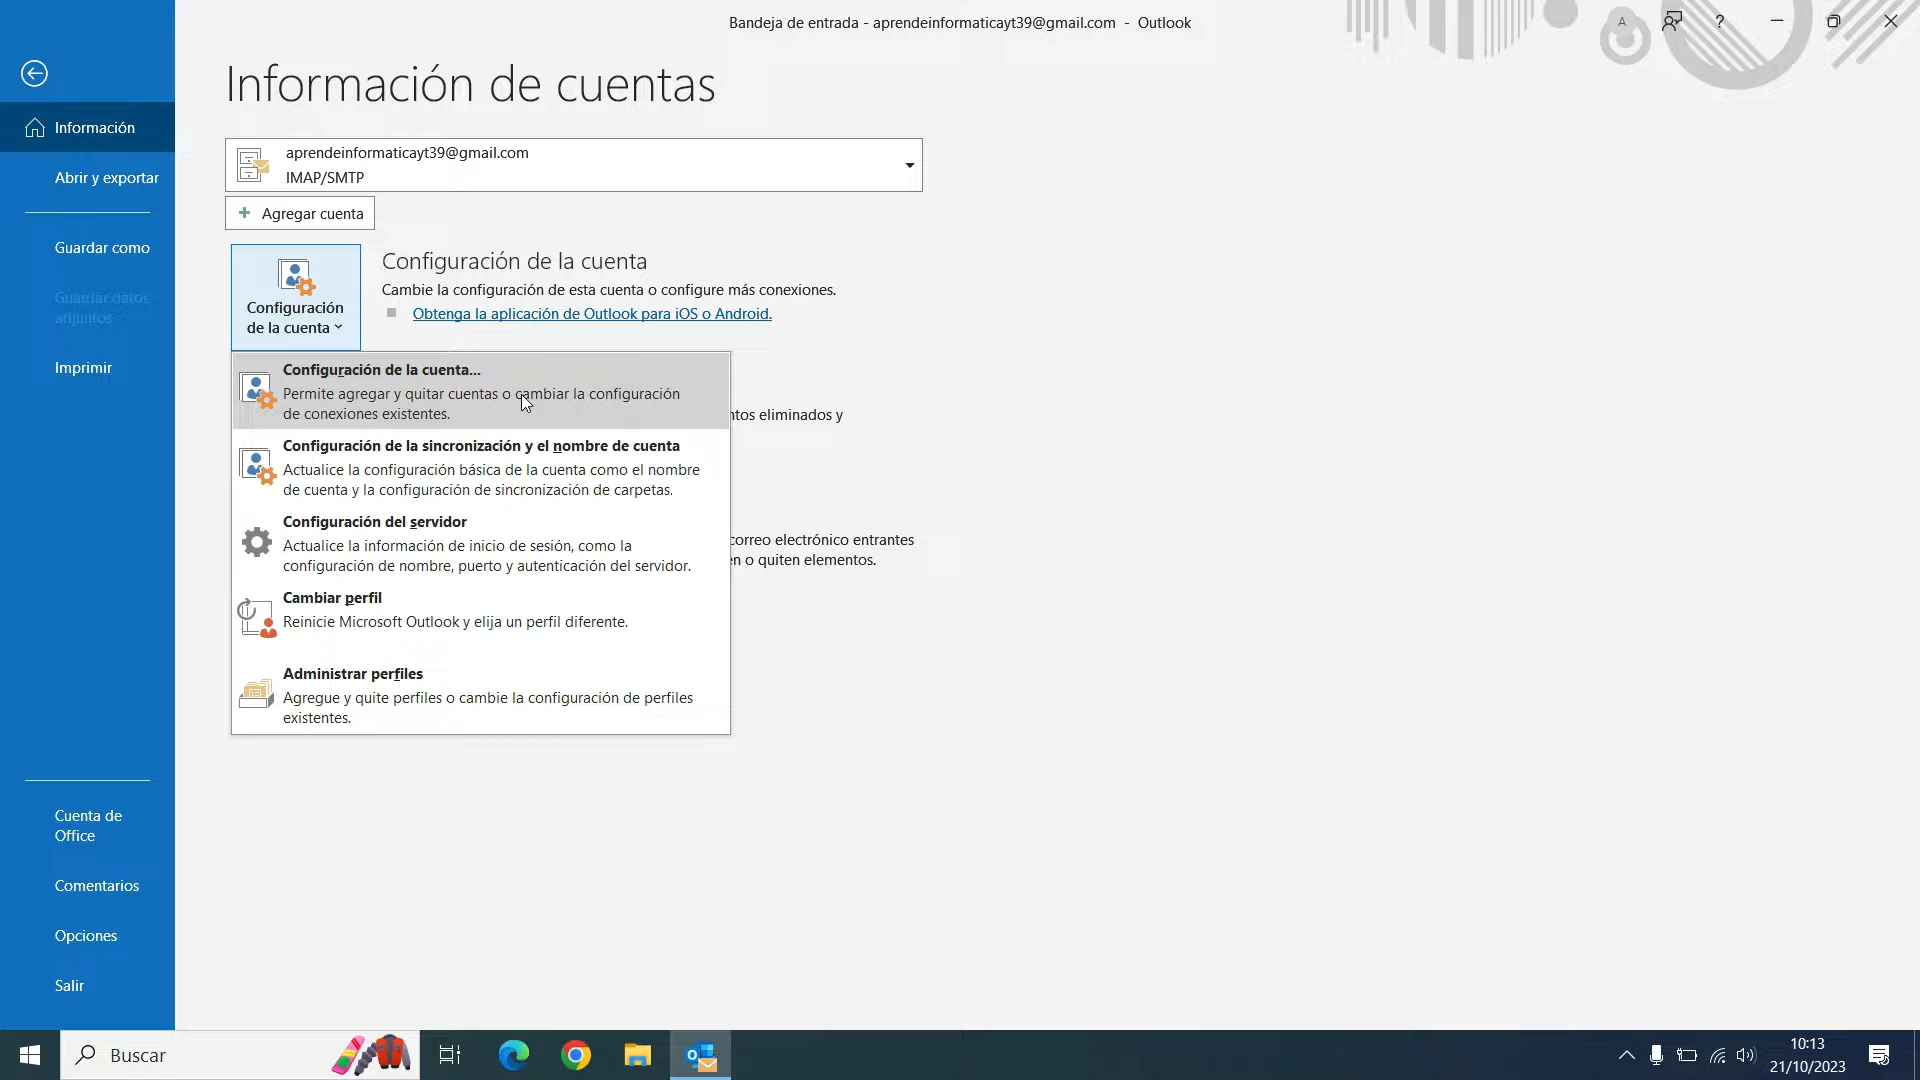 Bandeja de entrada - aprendeinformaticayt39@gmail.com - Outlook
A
?
Información de cuentas
Información
Abrir y exportar
Guardar como
Guardar datos
adjuntos
Imprimir
Cuenta de
Office
Comentarios
Opciones
Salir
aprendeinformaticayt39@gmail.com
IMAP/SMTP
+ Agregar cuenta
Configuración
de la cuenta
Configuración de la cuenta
Cambie la configuración de esta cuenta o configure más conexiones.
Obtenga la aplicación de Outlook para iOS o Android.
Configuración de la cuenta...
Permite agregar y quitar cuentas o cambiar la configuración
de conexiones existentes.
Configuración de la sincronización y el nombre de cuenta
Actualice la configuración básica de la cuenta como el nombre
de cuenta y la configuración de sincronización de carpetas.
Configuración del servidor
Actualice la información de inicio de sesión, como la
configuración de nombre, puerto y autenticación del servidor.
Cambiar perfil
Reinicie Microsoft Outlook y elija un perfil diferente.
Administrar perfiles
Agregue y quite perfiles o cambie la configuración de perfiles
existentes.
ntos eliminados y
correo electrónico entrantes
en o quiten elementos.
Buscar
10:13
21/10/2023